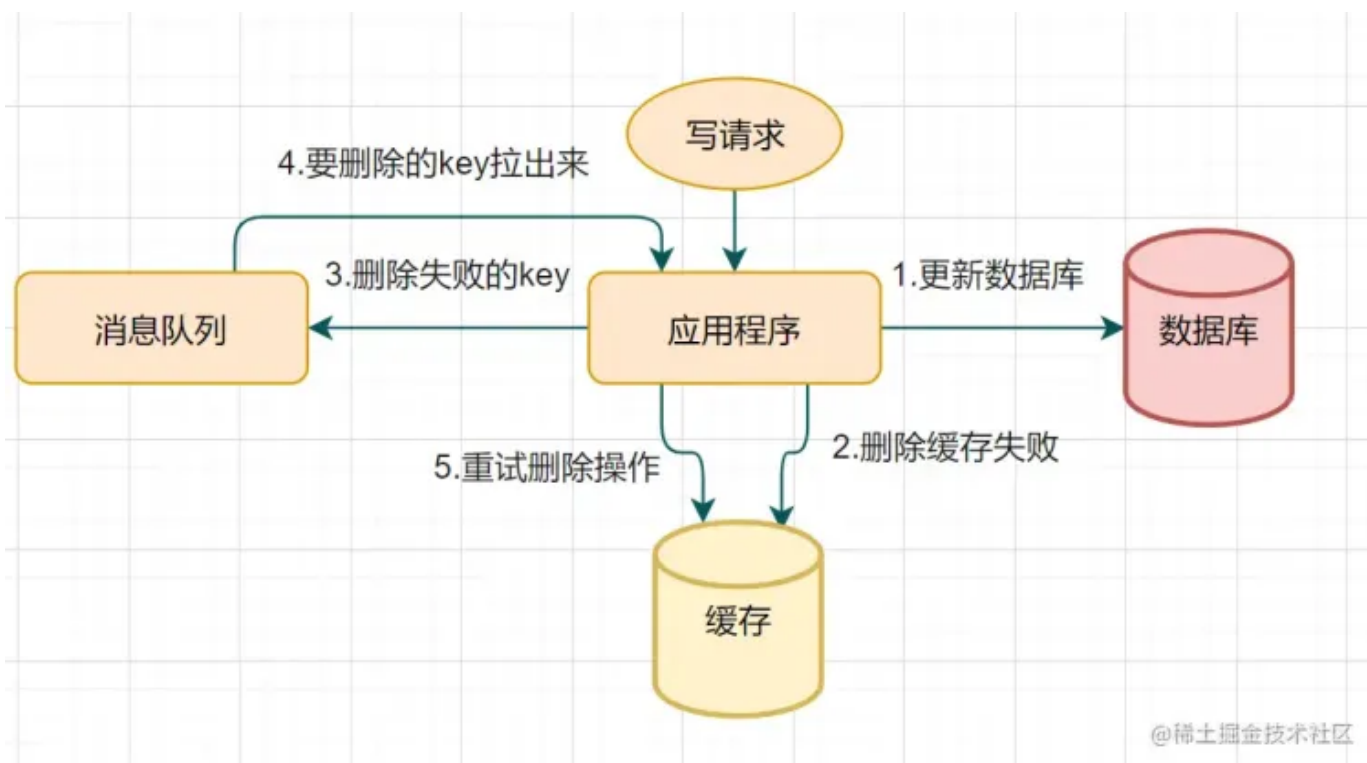 写请求
4.要删除的key拉出来
3.删除失败的key
1.更新数据库
消息队列
应用程序
数据库
2.删除缓存失败
5.重试删除操作
缓存
@稀土掘金技术社区